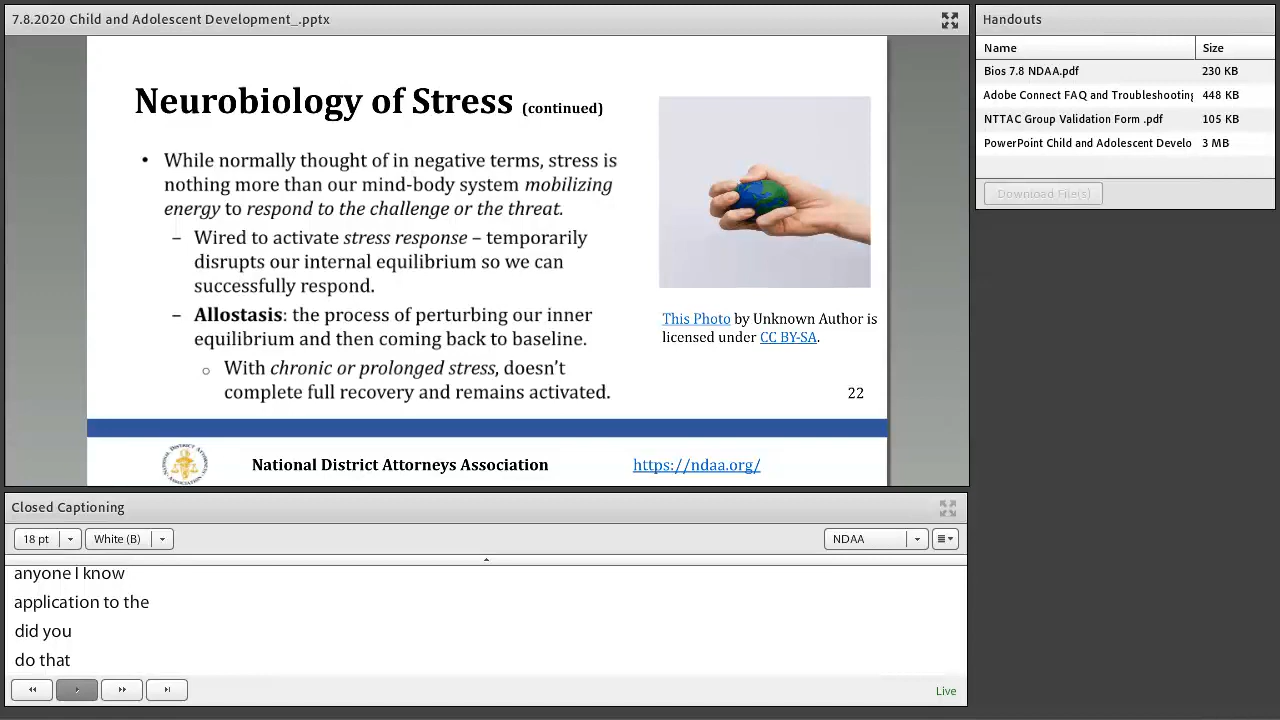 7.8.2020 Child and Adolescent Development_.pptx
Neurobiology of Stress (continued)
• While normally thought of in negative terms, stress is
nothing more than our mind-body system mobilizing
energy to respond to the challenge or the threat.
– Wired to activate stress response – temporarily
disrupts our internal equilibrium so we can
successfully respond.
– Allostasis: the process of perturbing our inner
equilibrium and then coming back to baseline.
○ With chronic or prolonged stress, doesn’t
complete full recovery and remains activated.
This Photo by Unknown Author is
licensed under CC BY-SA.
22
NATIONAL DISTRICT ATTORNEYS ASSOCIATION
National District Attorneys Association https://ndaa.org/
Handouts
Name Size
Bios 7.8 NDAA.pdf 230 KB
Adobe Connect FAQ and Troubleshooting 448 KB
NTTAC Group Validation Form .pdf 105 KB
PowerPoint Child and Adolescent Develo 3 MB
Download File(s)
Closed Captioning
18 pt White (B) NDAA
anyone I know
application to the
did you
do that
Live